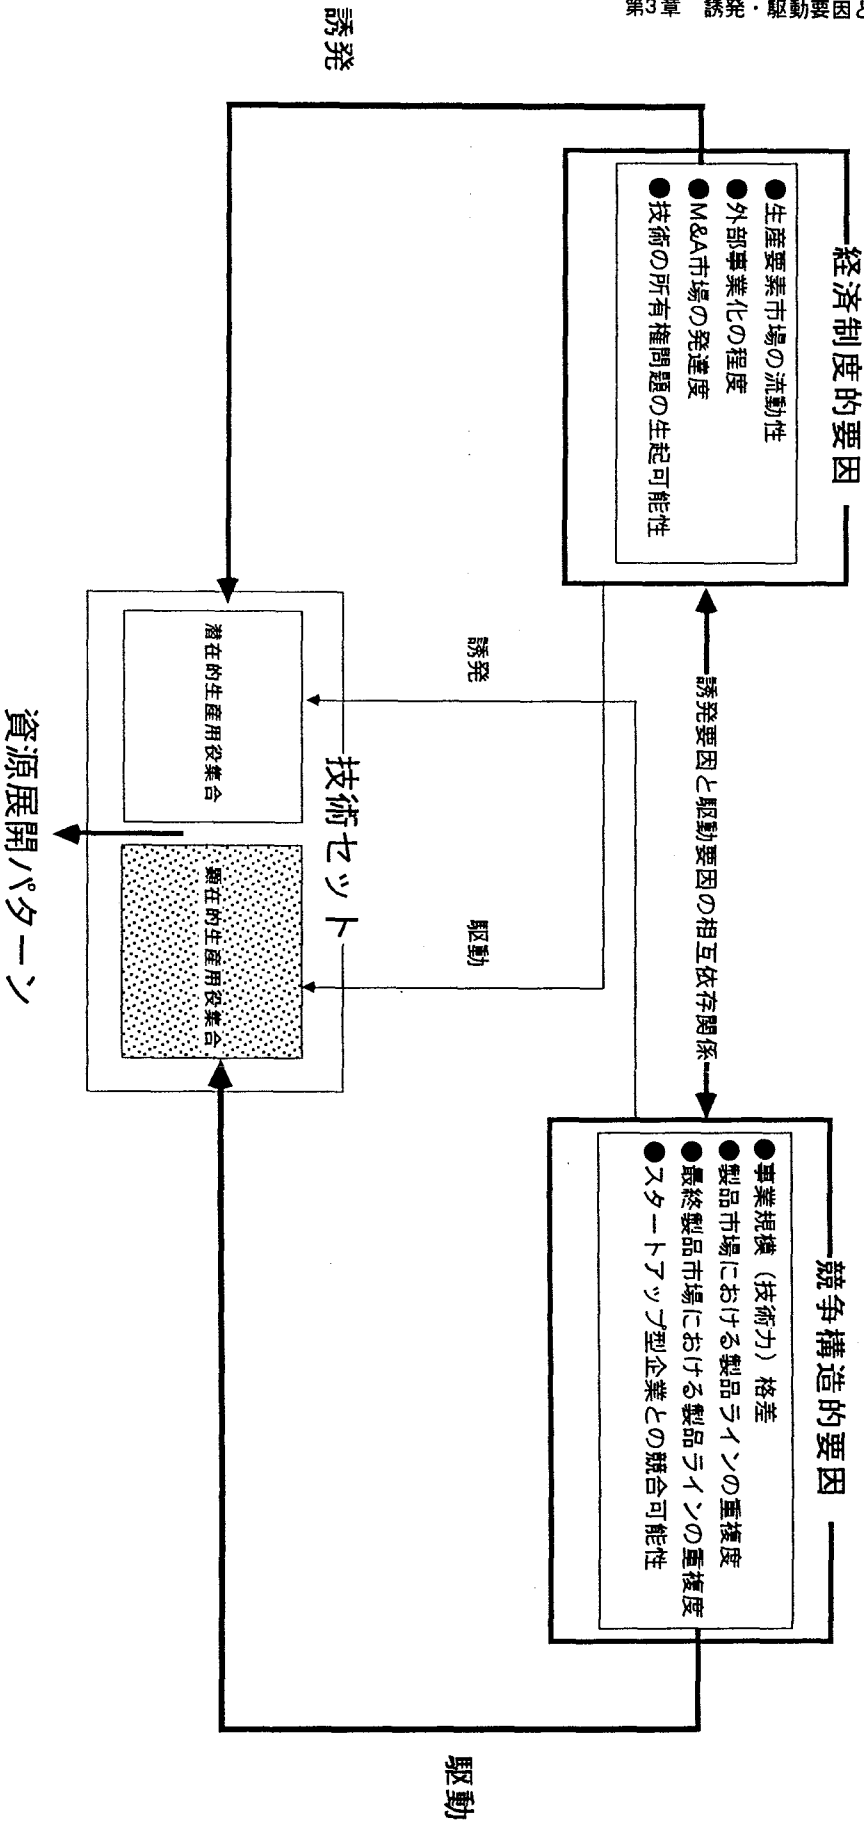 第3章 誘発・駆動要因と
経済制度的要因
●生産要素市場の流動性
●外部事業化の程度
●M&A市場の発達度
●技術の所有権問題の生起可能性
誘発要因と駆動要因の相互依存関係
競争構造的要因
●事業規模（技術力）格差
●製品市場における製品ラインの重複度
●最終製品市場における製品ラインの重複度
●スタートアップ型企業との競合可能性
誘発
誘発
駆動
駆動
技術セット
潜在的生産用役集合
顕在的生産用役集合
資源展開パターン